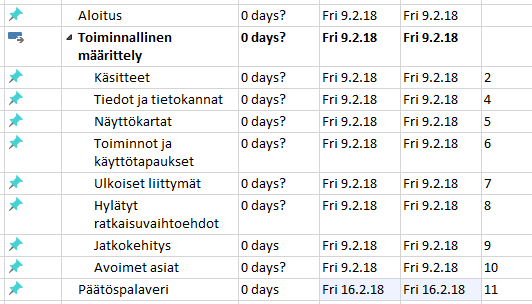 Aloitus 0 days? Fri 9.2.18 Fri 9.2.18
Toiminnallinen 0 days? Fri 9.2.18 Fri 9.2.18
määrittely
Käsitteet 0 days? Fri 9.2.18 Fri 9.2.18 2
Tiedot ja tietokannat 0 days? Fri 9.2.18 Fri 9.2.18 4
Näyttökartat 0 days? Fri 9.2.18 Fri 9.2.18 5
Toiminnot ja 0 days? Fri 9.2.18 Fri 9.2.18 6
käyttötapaukset
Ulkoiset liittymät 0 days? Fri 9.2.18 Fri 9.2.18 7
Hylätyt 0 days? Fri 9.2.18 Fri 9.2.18 8
ratkaisuvaihtoehdot
Jatkokehitys 0 days Fri 9.2.18 Fri 9.2.18 9
Avoimet asiat 0 days? Fri 9.2.18 Fri 9.2.18 10
Päätöspalaveri 0 days Fri 16.2.18 Fri 16.2.18 11